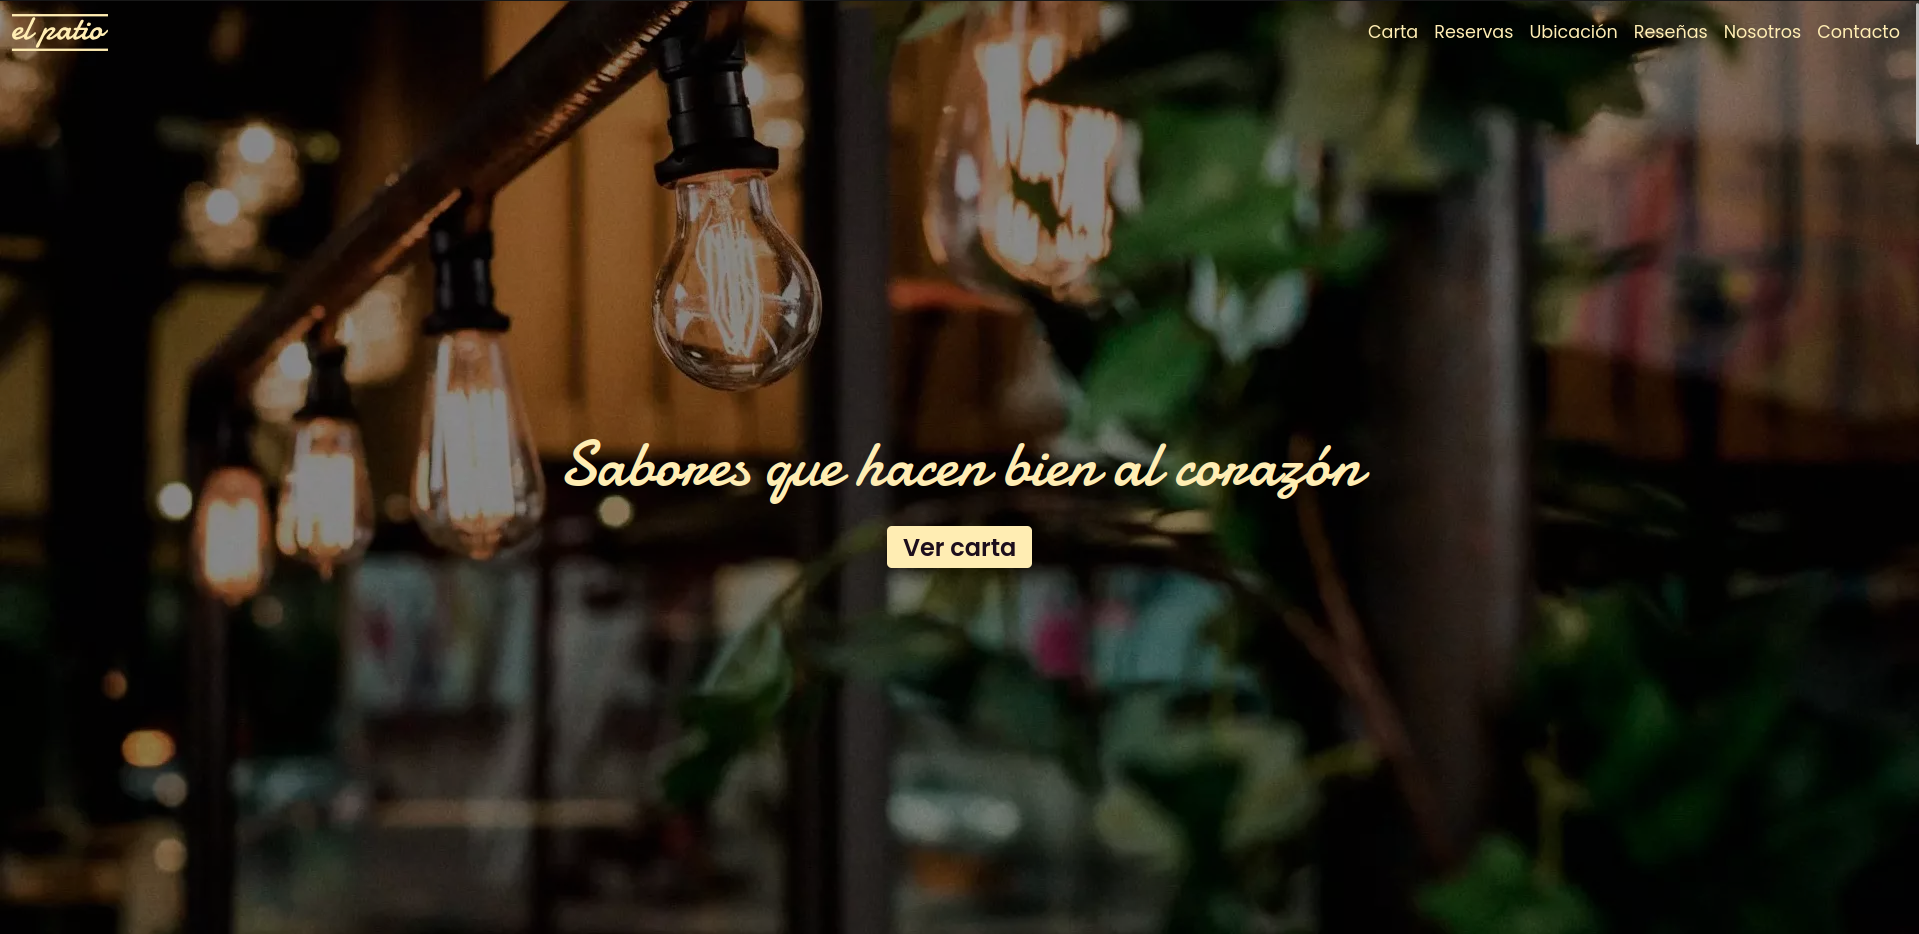 el patio
Carta Reservas Ubicación Reseñas Nosotros Contacto
Sabores que hacen bien al corazón
Ver carta